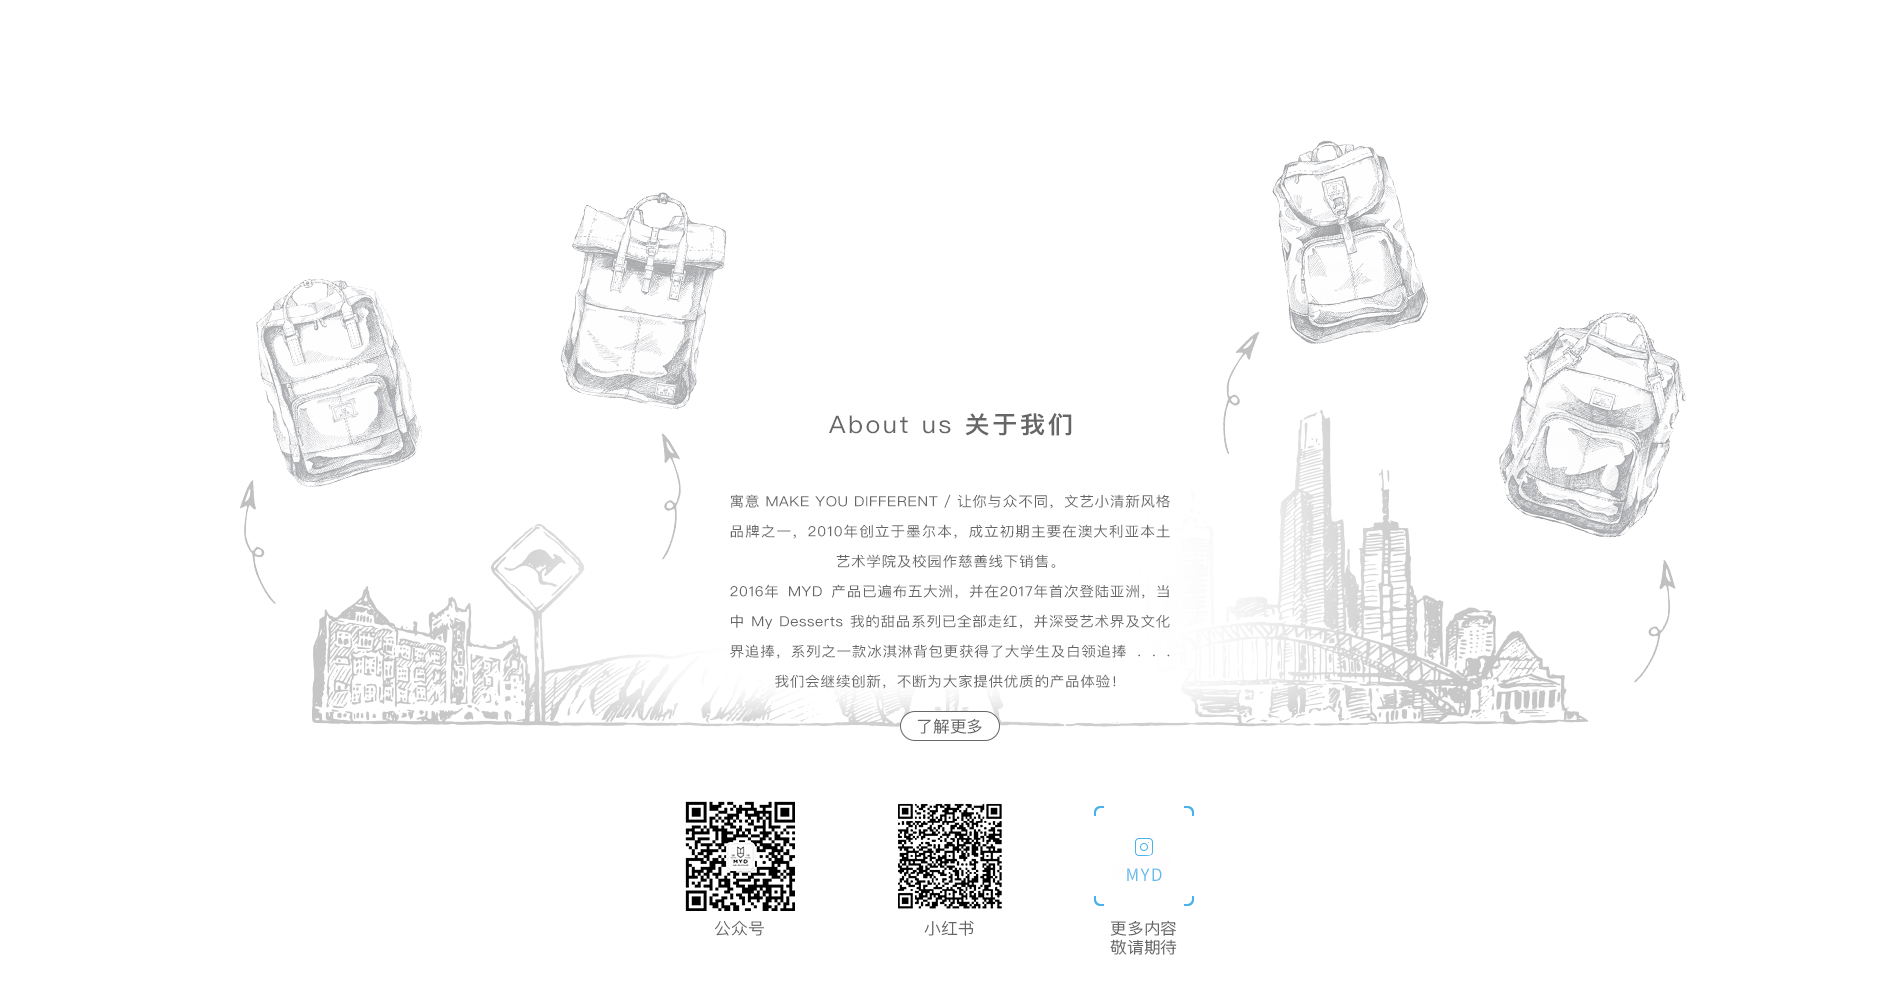 About us 关于我们
寓意 MAKE YOU DIFFERENT / 让你与众不同，文艺小清新风格
品牌之一，2010年创立于墨尔本，成立初期主要在澳大利亚本土
艺术学院及校园作慈善线下销售。
2016年 MYD 产品已遍布五大洲，并在2017年首次登陆亚洲，当
中 My Desserts 我的甜品系列已全部走红，并深受艺术界及文化
界追捧，系列之一款冰淇淋背包更获得了大学生及白领追捧 . . .
我们会继续创新，不断为大家提供优质的产品体验！
了解更多
MYD
MYD
公众号
小红书
更多内容
敬请期待